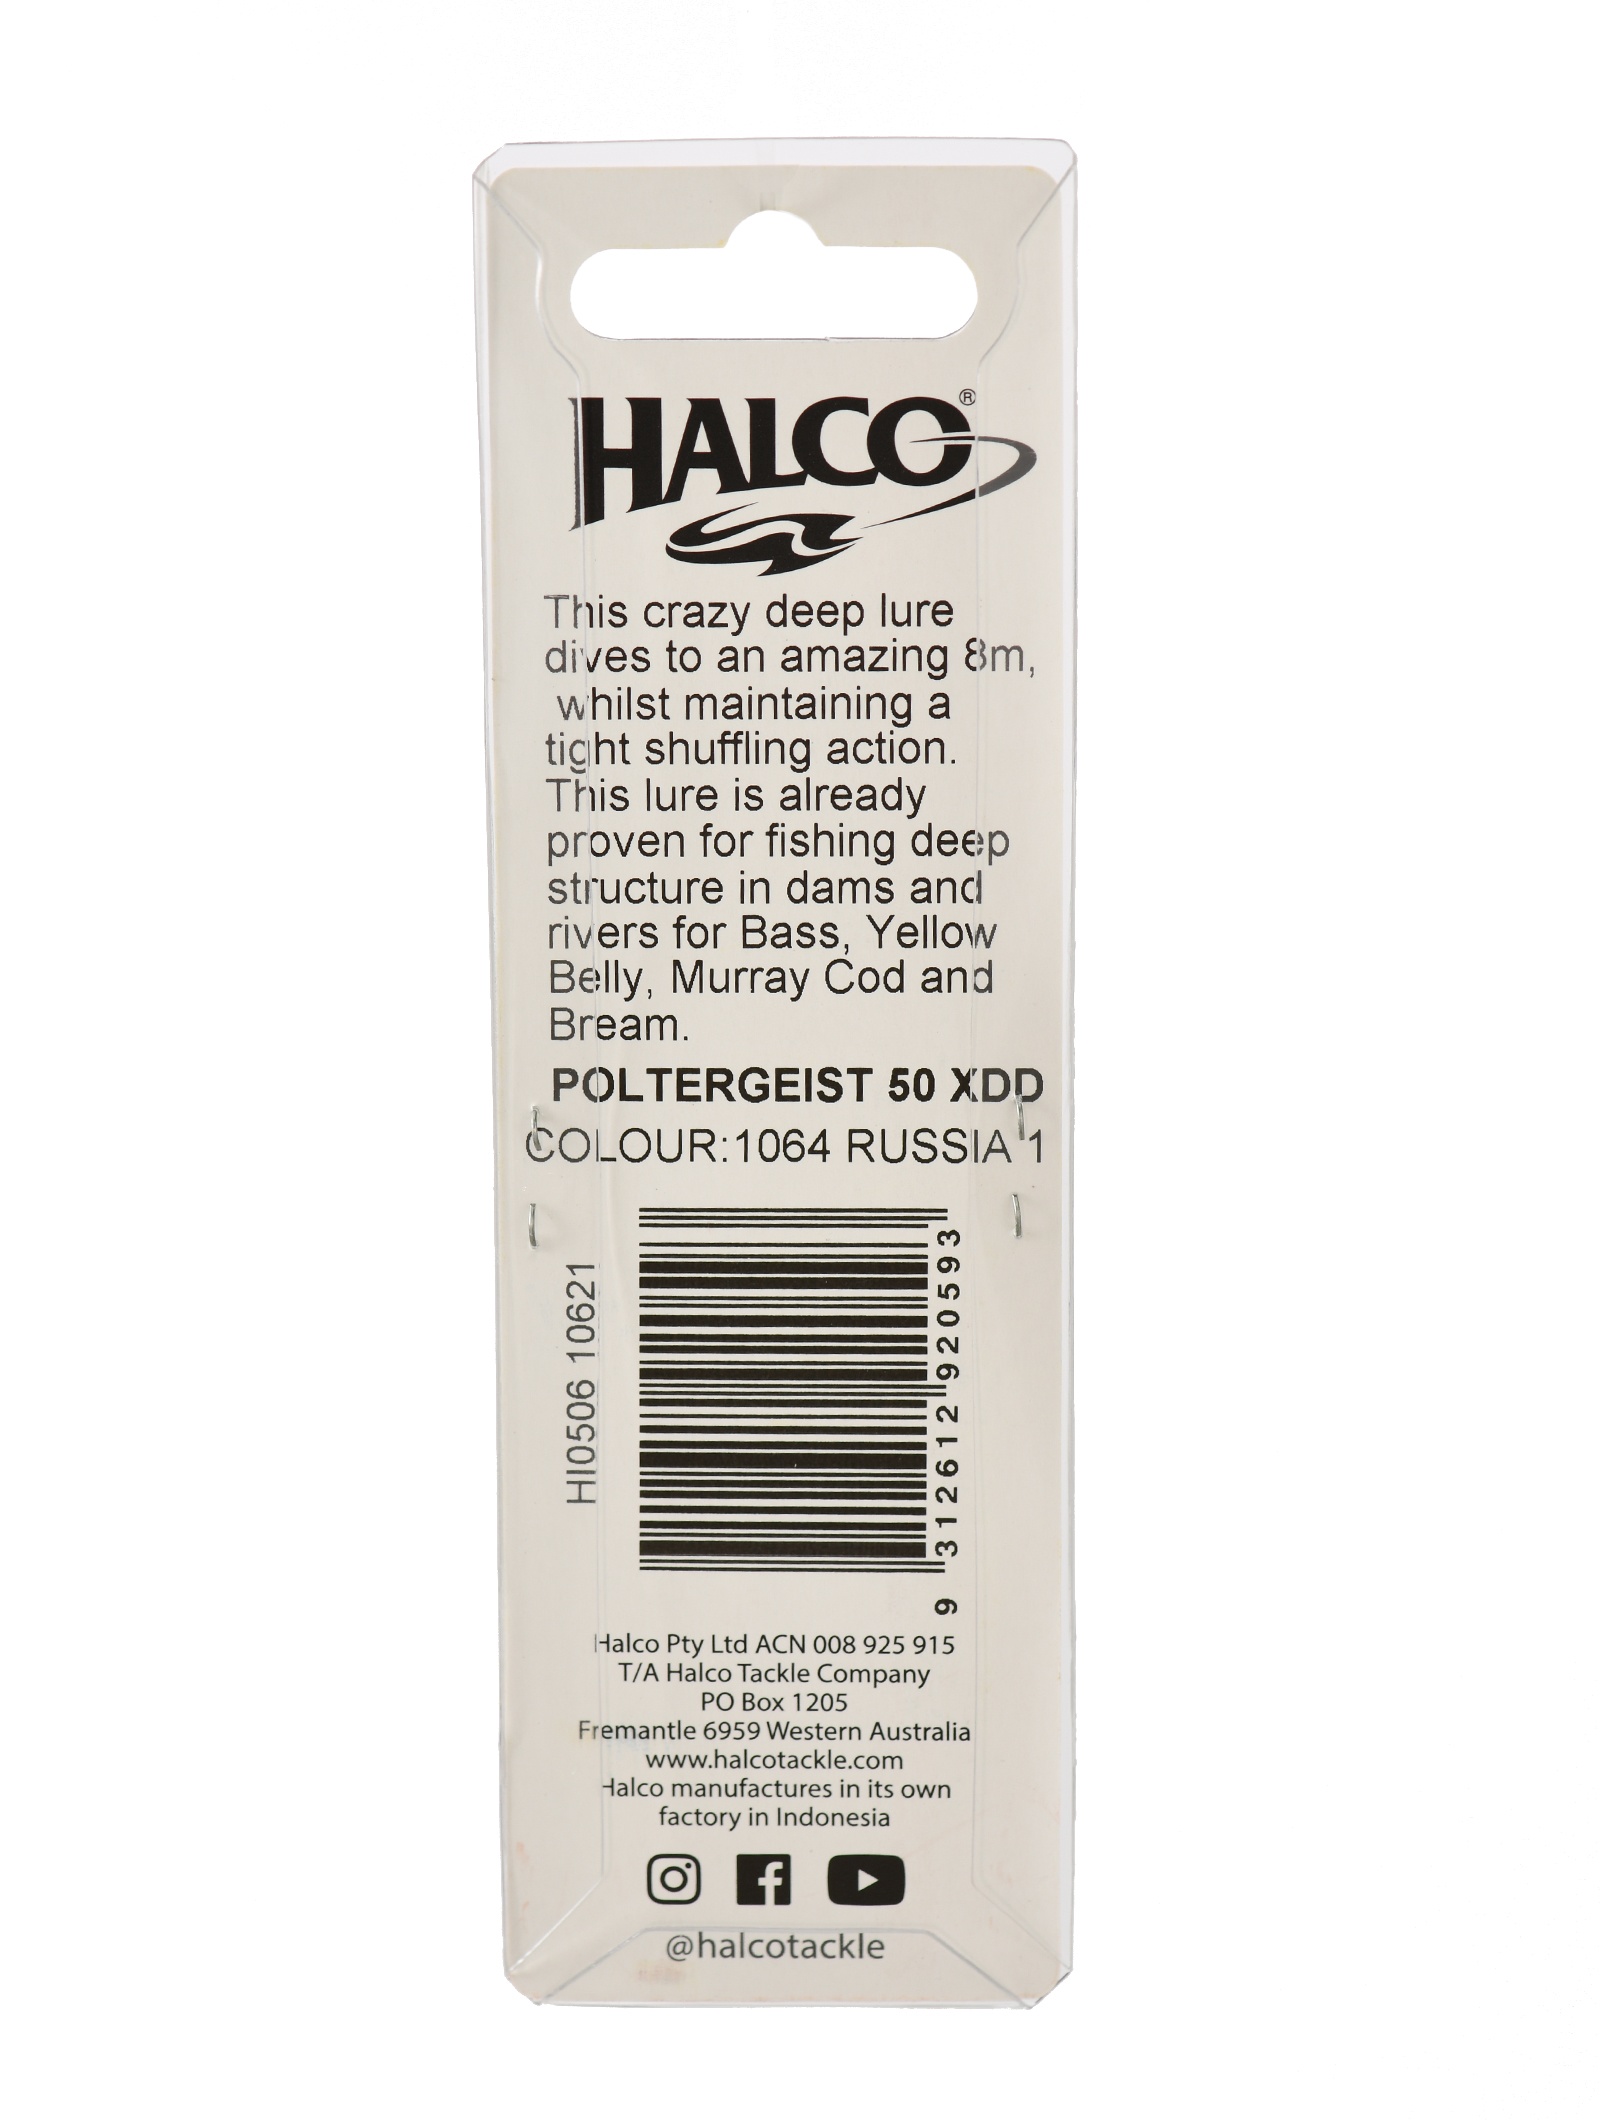 HALCO®
This crazy deep lure
dives to an amazing 8m,
whilst maintaining a
tight shuffling action.
This lure is already
proven for fishing deep
structure in dams and
rivers for Bass, Yellow
Belly, Murray Cod and
Bream.
POLTERGEIST 50 XDD
COLOUR:1064 RUSSIA 1
HI0506 10621
9 312612 920593
Halco Pty Ltd ACN 008 925 915
T/A Halco Tackle Company
PO Box 1205
Fremantle 6959 Western Australia
www.halcotackle.com
Halco manufactures in its own
factory in Indonesia
@halcotackle